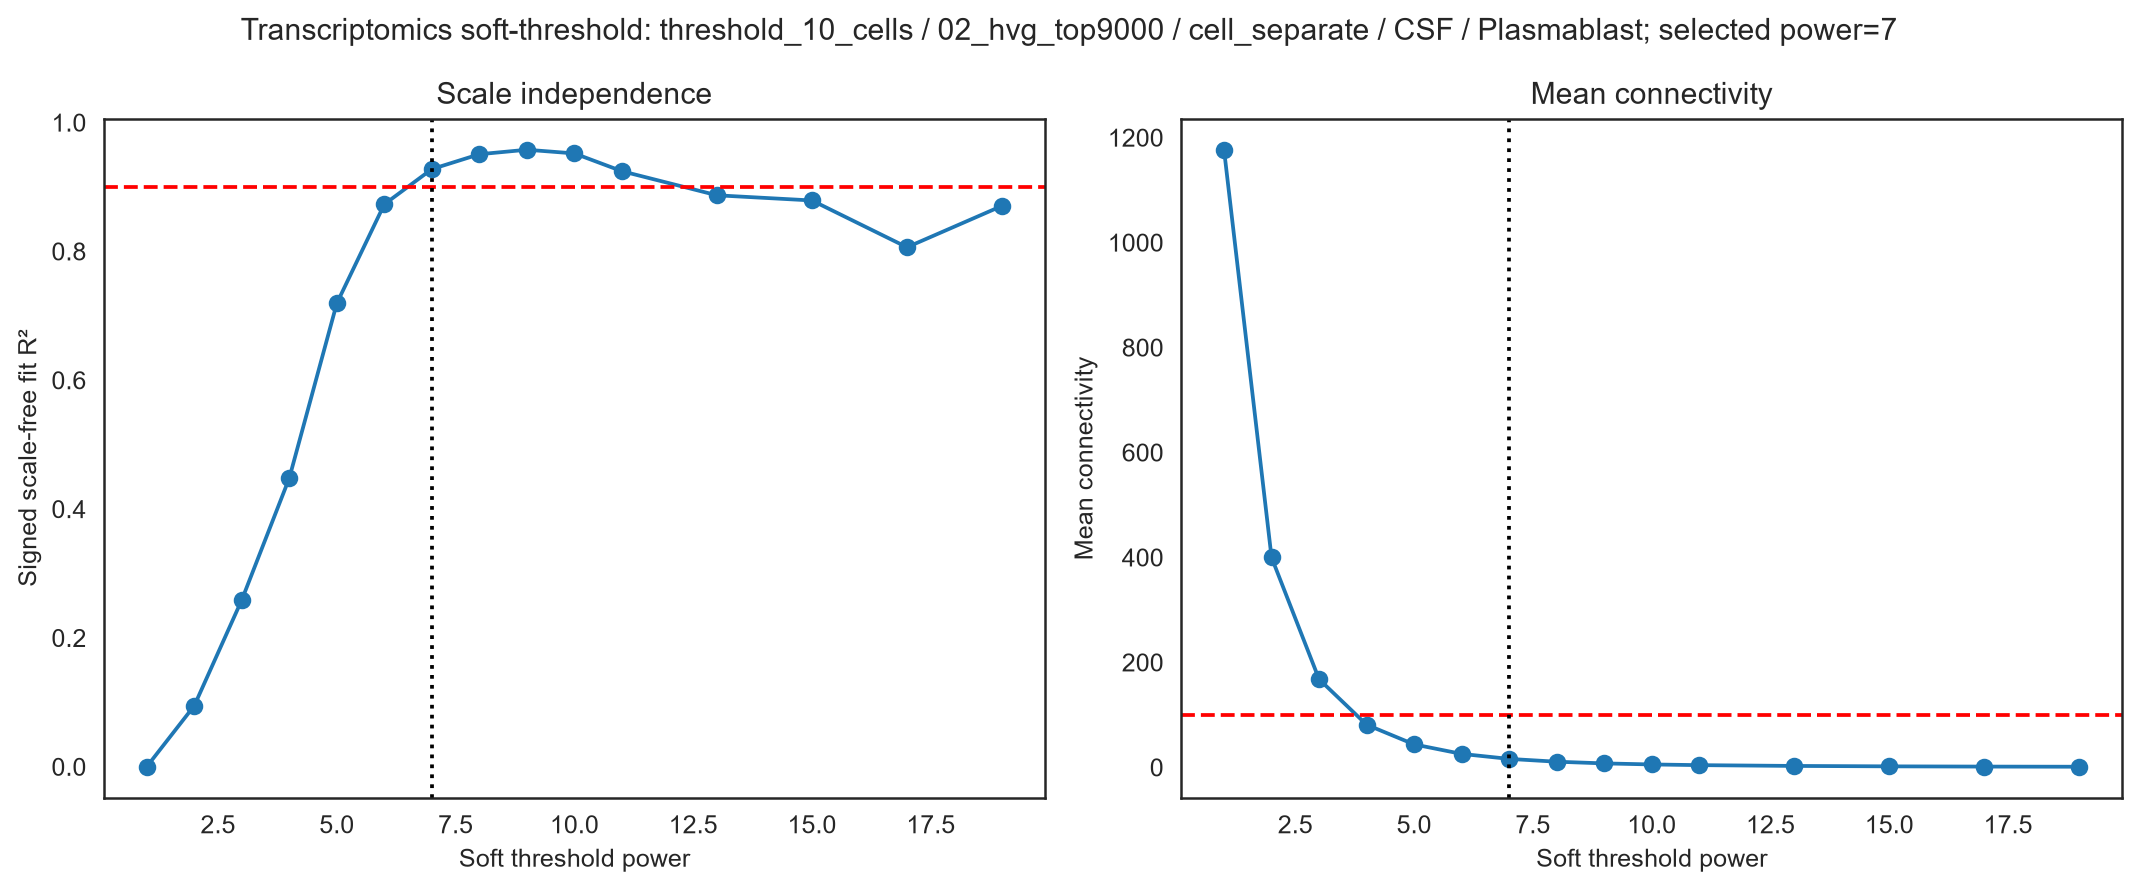 Transcriptomics soft-threshold: threshold_10_cells / 02_hvg_top9000 / cell_separate / CSF / Plasmablast; selected power=7
Scale independence
1.0
0.8
0.6
0.4
0.2
0.0
Signed scale-free fit R²
2.5 5.0 7.5 10.0 12.5 15.0 17.5
Soft threshold power
Mean connectivity
1200
1000
800
600
400
200
0
Mean connectivity
2.5 5.0 7.5 10.0 12.5 15.0 17.5
Soft threshold power